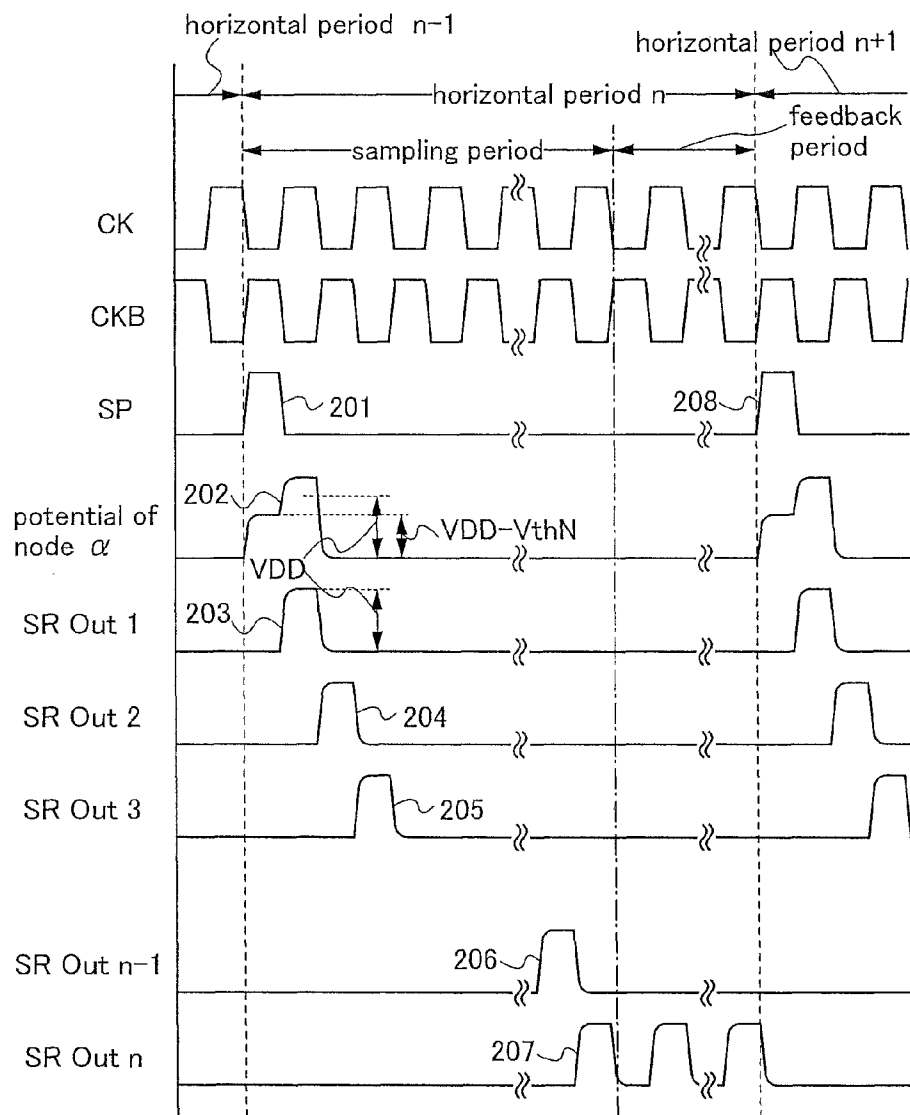 horizontal period n-1
horizontal period n+1
horizontal period n
feedback
period
sampling period
CK
CKB
SP
201
208
202
potential of
node α
VDD-VthN
VDD
203
SR Out 1
SR Out 2
204
SR Out 3
205
SR Out n-1
206
SR Out n
207